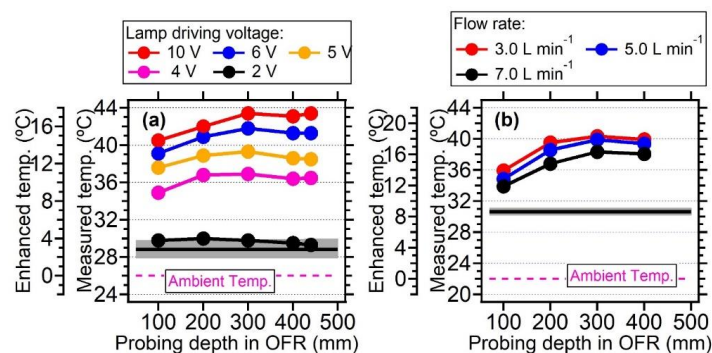 Lamp driving voltage:
10 V 6 V 5 V
4 V 2 V
Flow rate:
3.0 L min⁻¹ 5.0 L min⁻¹
7.0 L min⁻¹
Enhanced temp. (ºC)
16
12
8
4
0
Measured temp. (ºC)
44
40
36
32
28
24
(a)
Ambient Temp.
100 200 300 400 500
Probing depth in OFR (mm)
Enhanced temp. (ºC)
20
16
12
8
4
0
Measured temp. (ºC)
44
40
36
32
28
24
20
(b)
Ambient Temp.
100 200 300 400 500
Probing depth in OFR (mm)